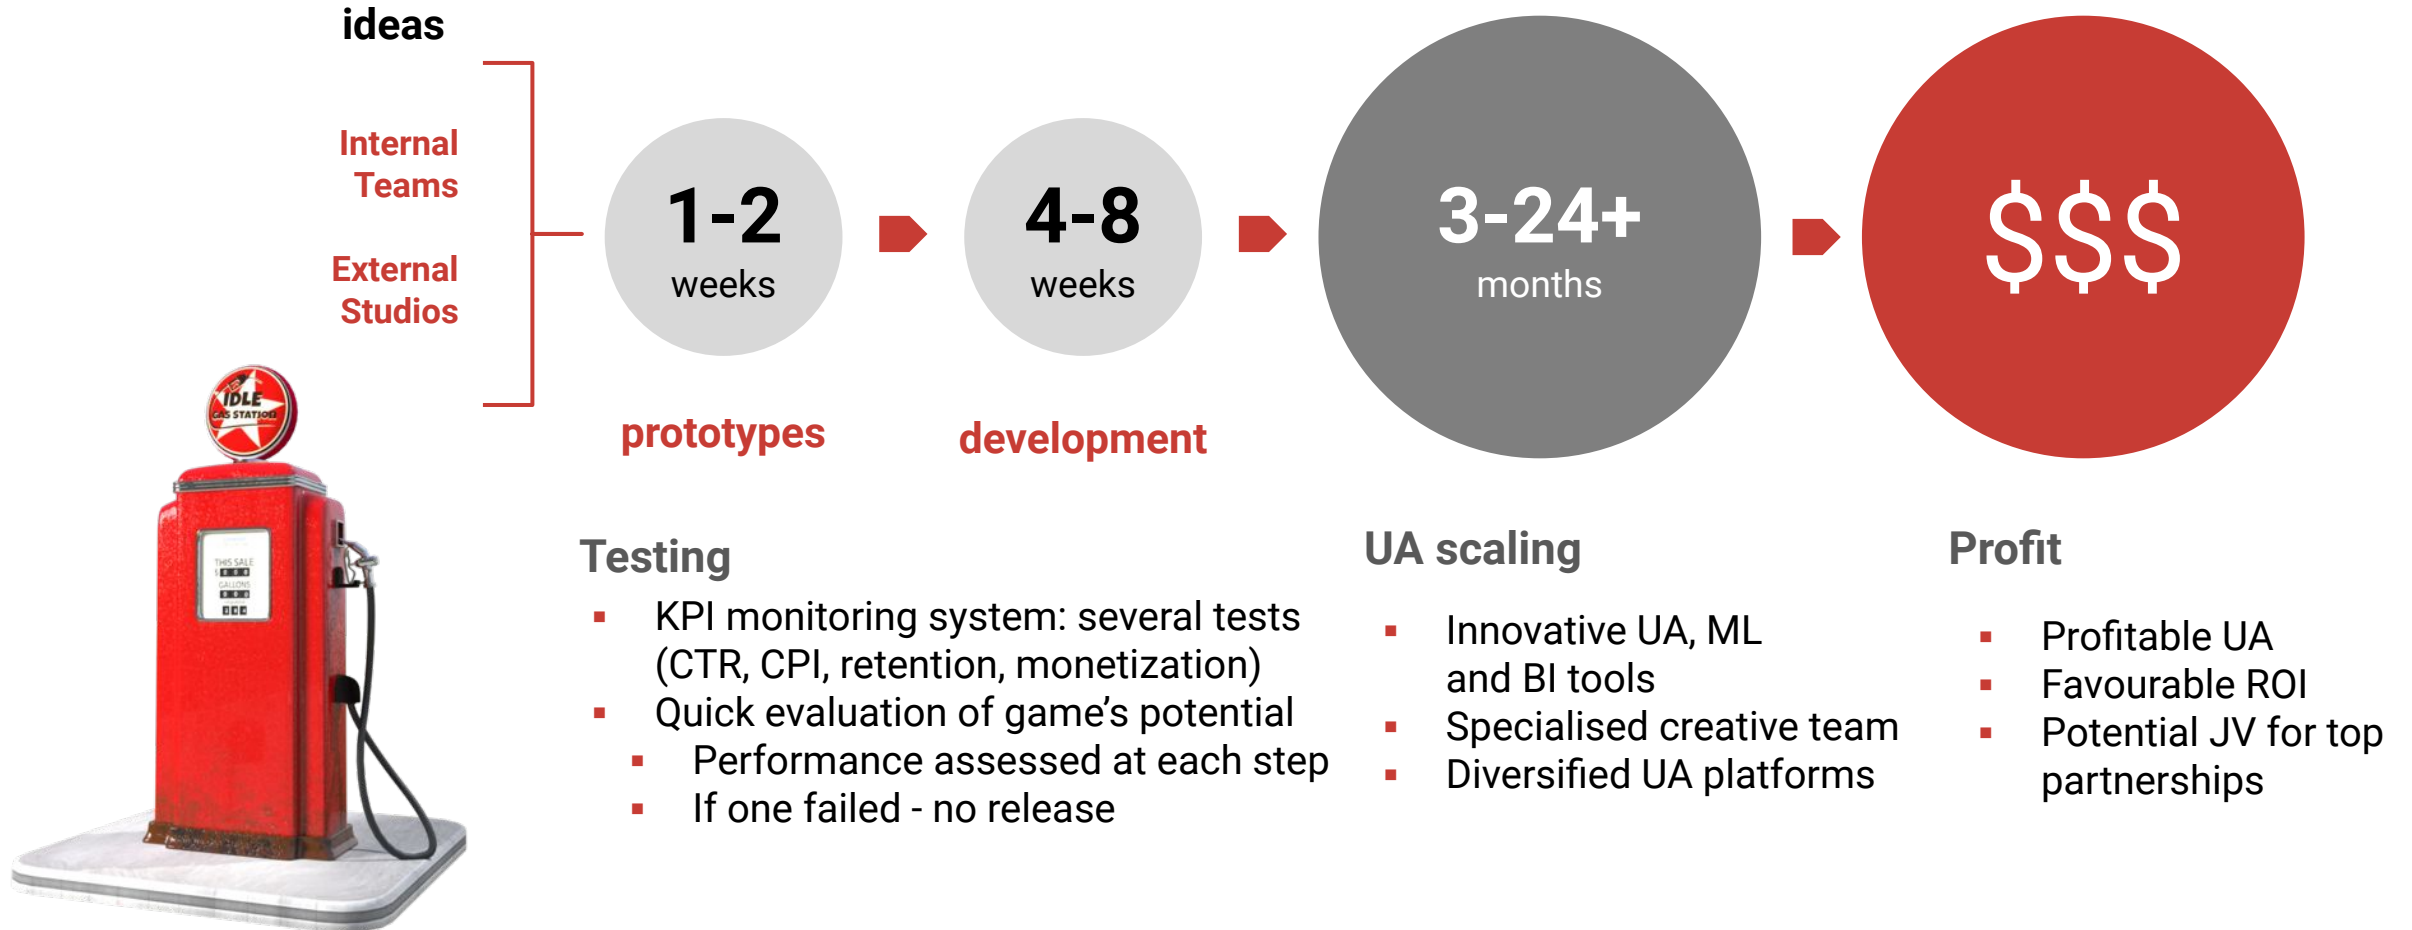 ideas
Internal
Teams
External
Studios
1-2
weeks
4-8
weeks
3-24+
months
$$$
prototypes
development
IDLE
GAS STATION
THIS SALE
GALLONS
Testing
▪ KPI monitoring system: several tests
(CTR, CPI, retention, monetization)
▪ Quick evaluation of game’s potential
▪ Performance assessed at each step
▪ If one failed - no release
UA scaling
▪ Innovative UA, ML
and BI tools
▪ Specialised creative team
▪ Diversified UA platforms
Profit
▪ Profitable UA
▪ Favourable ROI
▪ Potential JV for top
partnerships